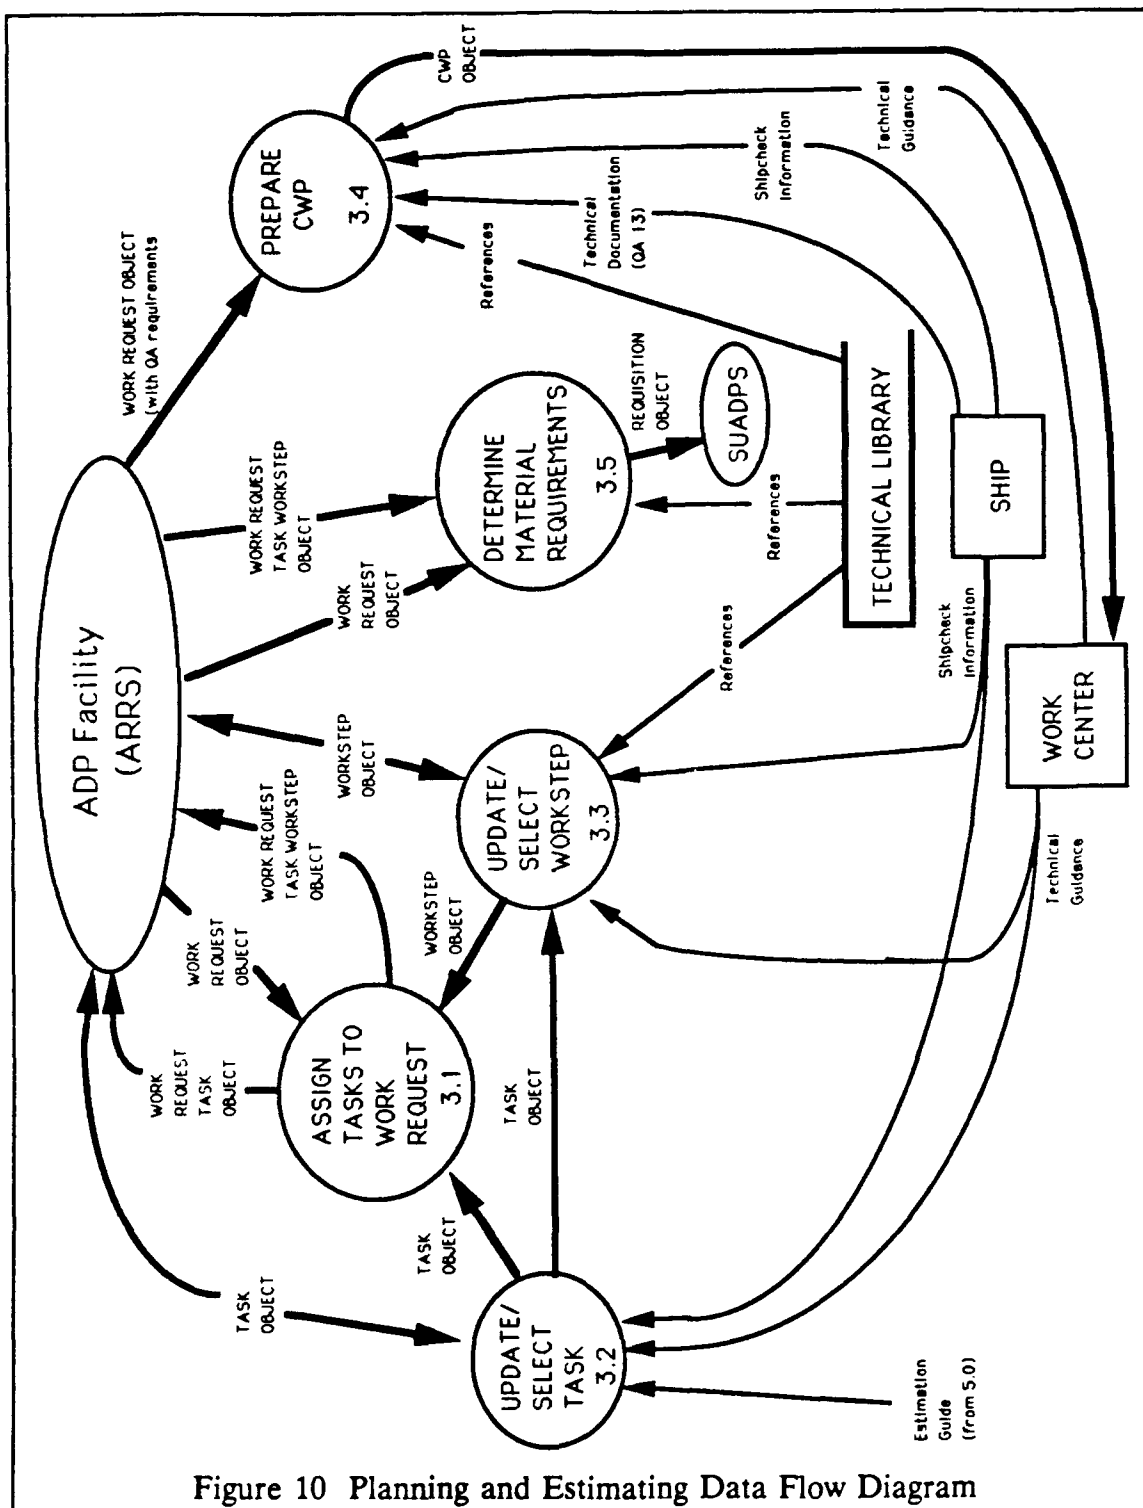 ADP Facility
(ARRS)
TASK
OBJECT
WORK
REQUEST
TASK
OBJECT
WORK
REQUEST
OBJECT
WORK REQUEST
TASK WORKSTEP
OBJECT
WORKSTEP
OBJECT
WORK
REQUEST
OBJECT
WORK REQUEST
TASK WORKSTEP
OBJECT
WORK REQUEST OBJECT
(with QA requirements
UPDATE/
SELECT
TASK
3.2
TASK
OBJECT
ASSIGN
TASKS TO
WORK
REQUEST
3.1
TASK
OBJECT
WORKSTEP
OBJECT
UPDATE/
SELECT
WORKSTEP
3.3
DETERMINE
MATERIAL
REQUIREMENTS
3.5
REQUISITION
OBJECT
SUADPS
PREPARE
CWP
3.4
CWP
OBJECT
References
References
References
Technical
Documentation
(QA 13)
Shipcheck
Information
Technical
Guidance
TECHNICAL LIBRARY
SHIP
Shipcheck
Information
WORK
CENTER
Technical
Guidance
Estimation
Guide
(from 5.0)
Figure 10 Planning and Estimating Data Flow Diagram